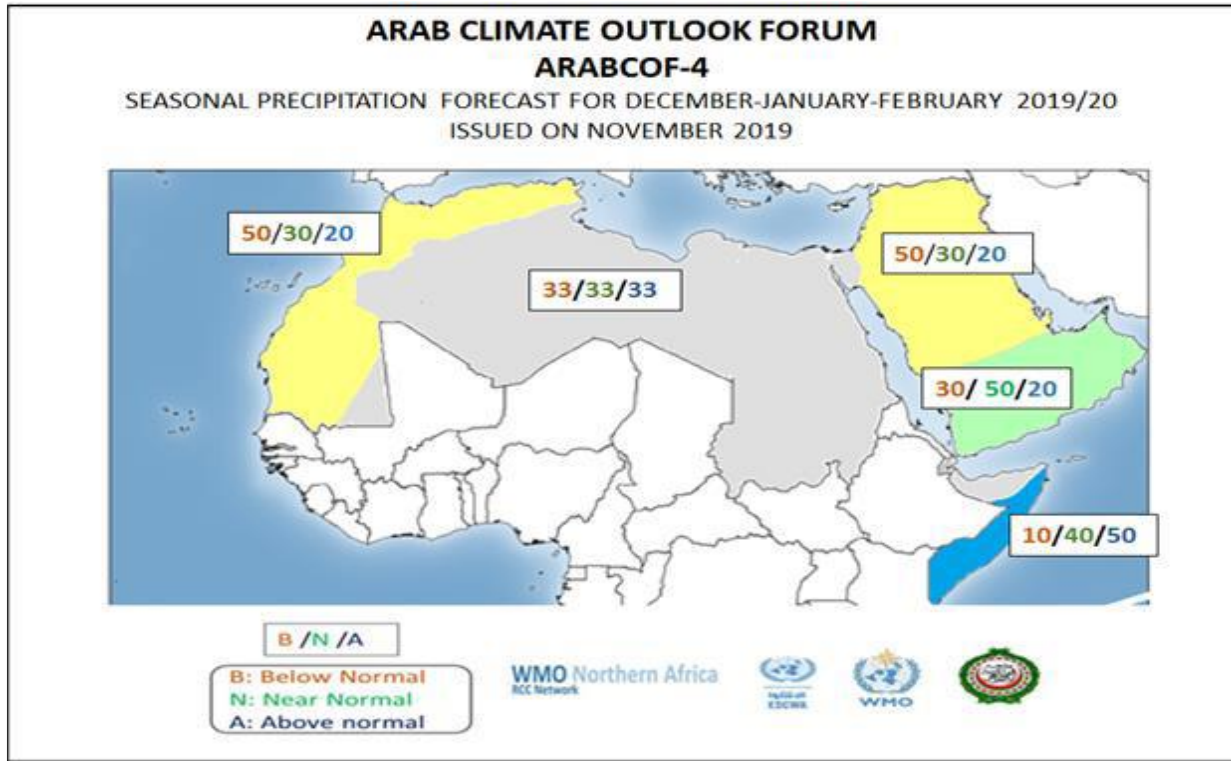 ARAB CLIMATE OUTLOOK FORUM
ARABCOF-4
SEASONAL PRECIPITATION FORECAST FOR DECEMBER-JANUARY-FEBRUARY 2019/20
ISSUED ON NOVEMBER 2019
50/30/20
50/30/20
33/33/33
30/ 50/20
10/40/50
B /N /A
B: Below Normal
N: Near Normal
A: Above normal
WMO Northern Africa
RCC Network
ESCWA
WMO